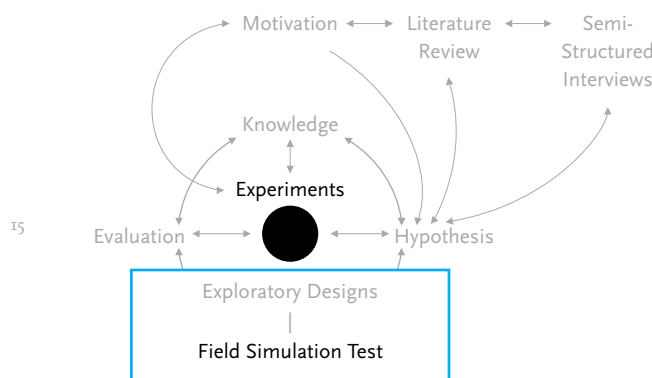 Motivation
Literature
Review
Semi-
Structured
Interviews
Knowledge
Experiments
15
Evaluation
Hypothesis
Exploratory Designs
Field Simulation Test